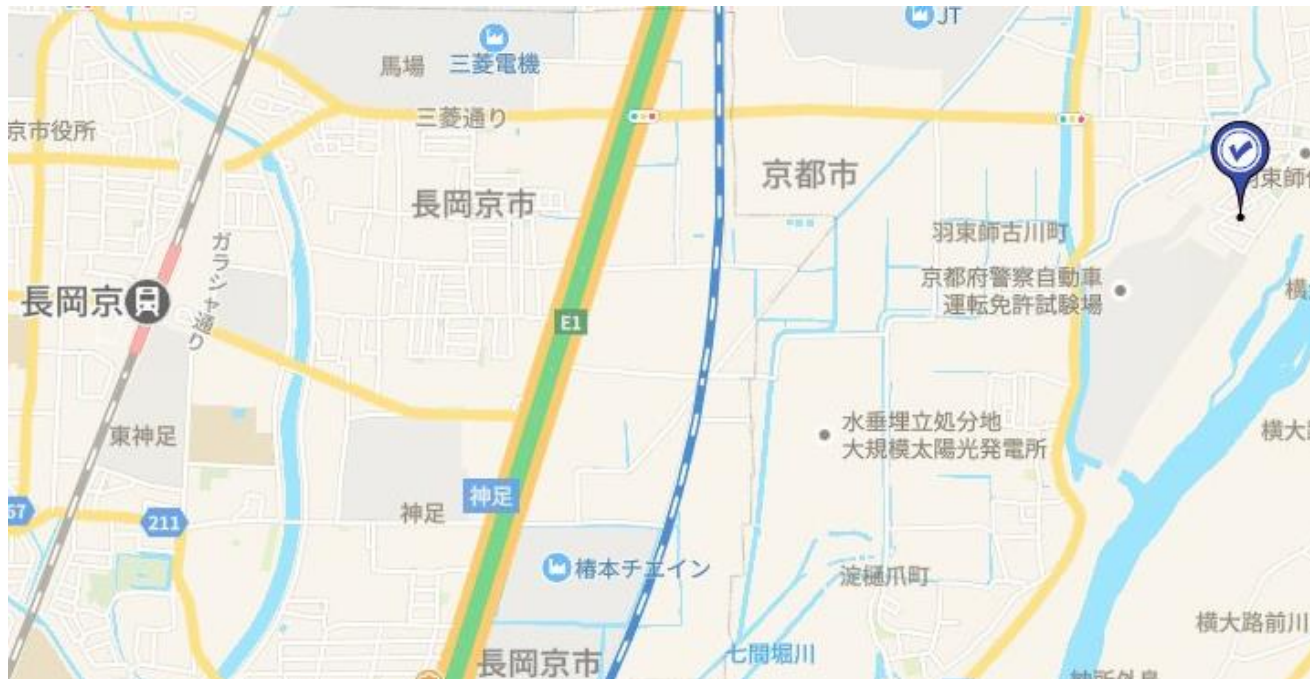 JT
馬場
三菱電機
三菱通り
京市役所
京都市
長岡京市
羽束師古川町
ガラシャ通り
京都府警察自動車
運転免許試験場
長岡京
E1
水垂埋立処分地
大規模太陽光発電所
東神足
神足
67
211
神足
椿本チエイン
淀樋爪町
横大路前川
七間堀川
長岡京市